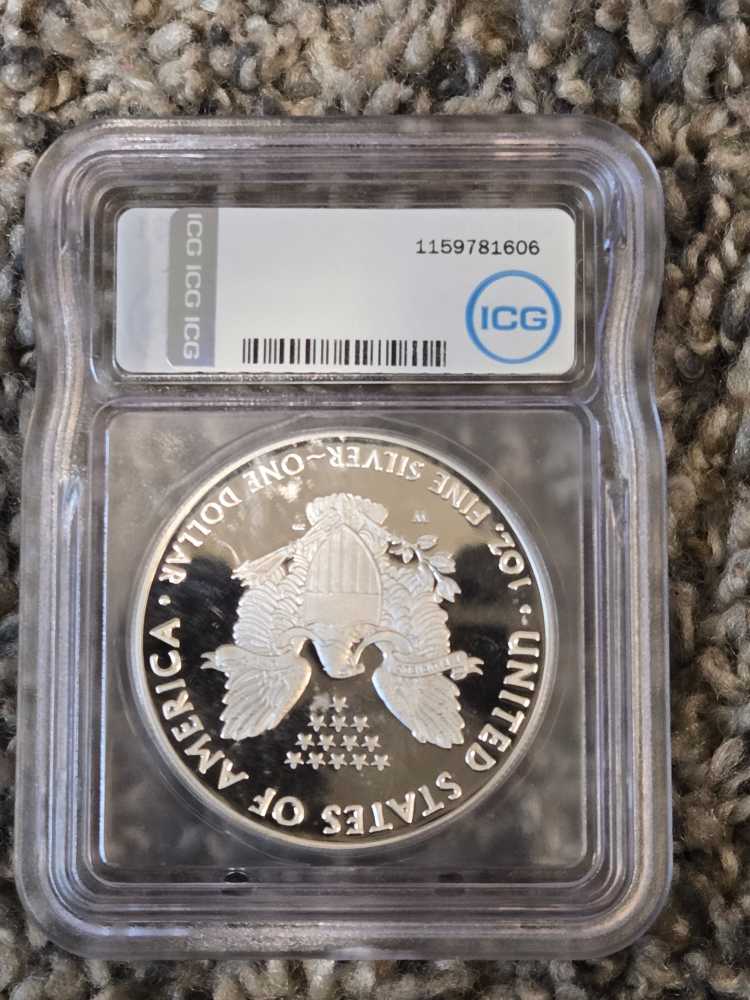 ICG ICG ICG
1159781606
ICG
UNITED STATES OF AMERICA •
1 OZ. FINE SILVER~ONE DOLLAR •
W